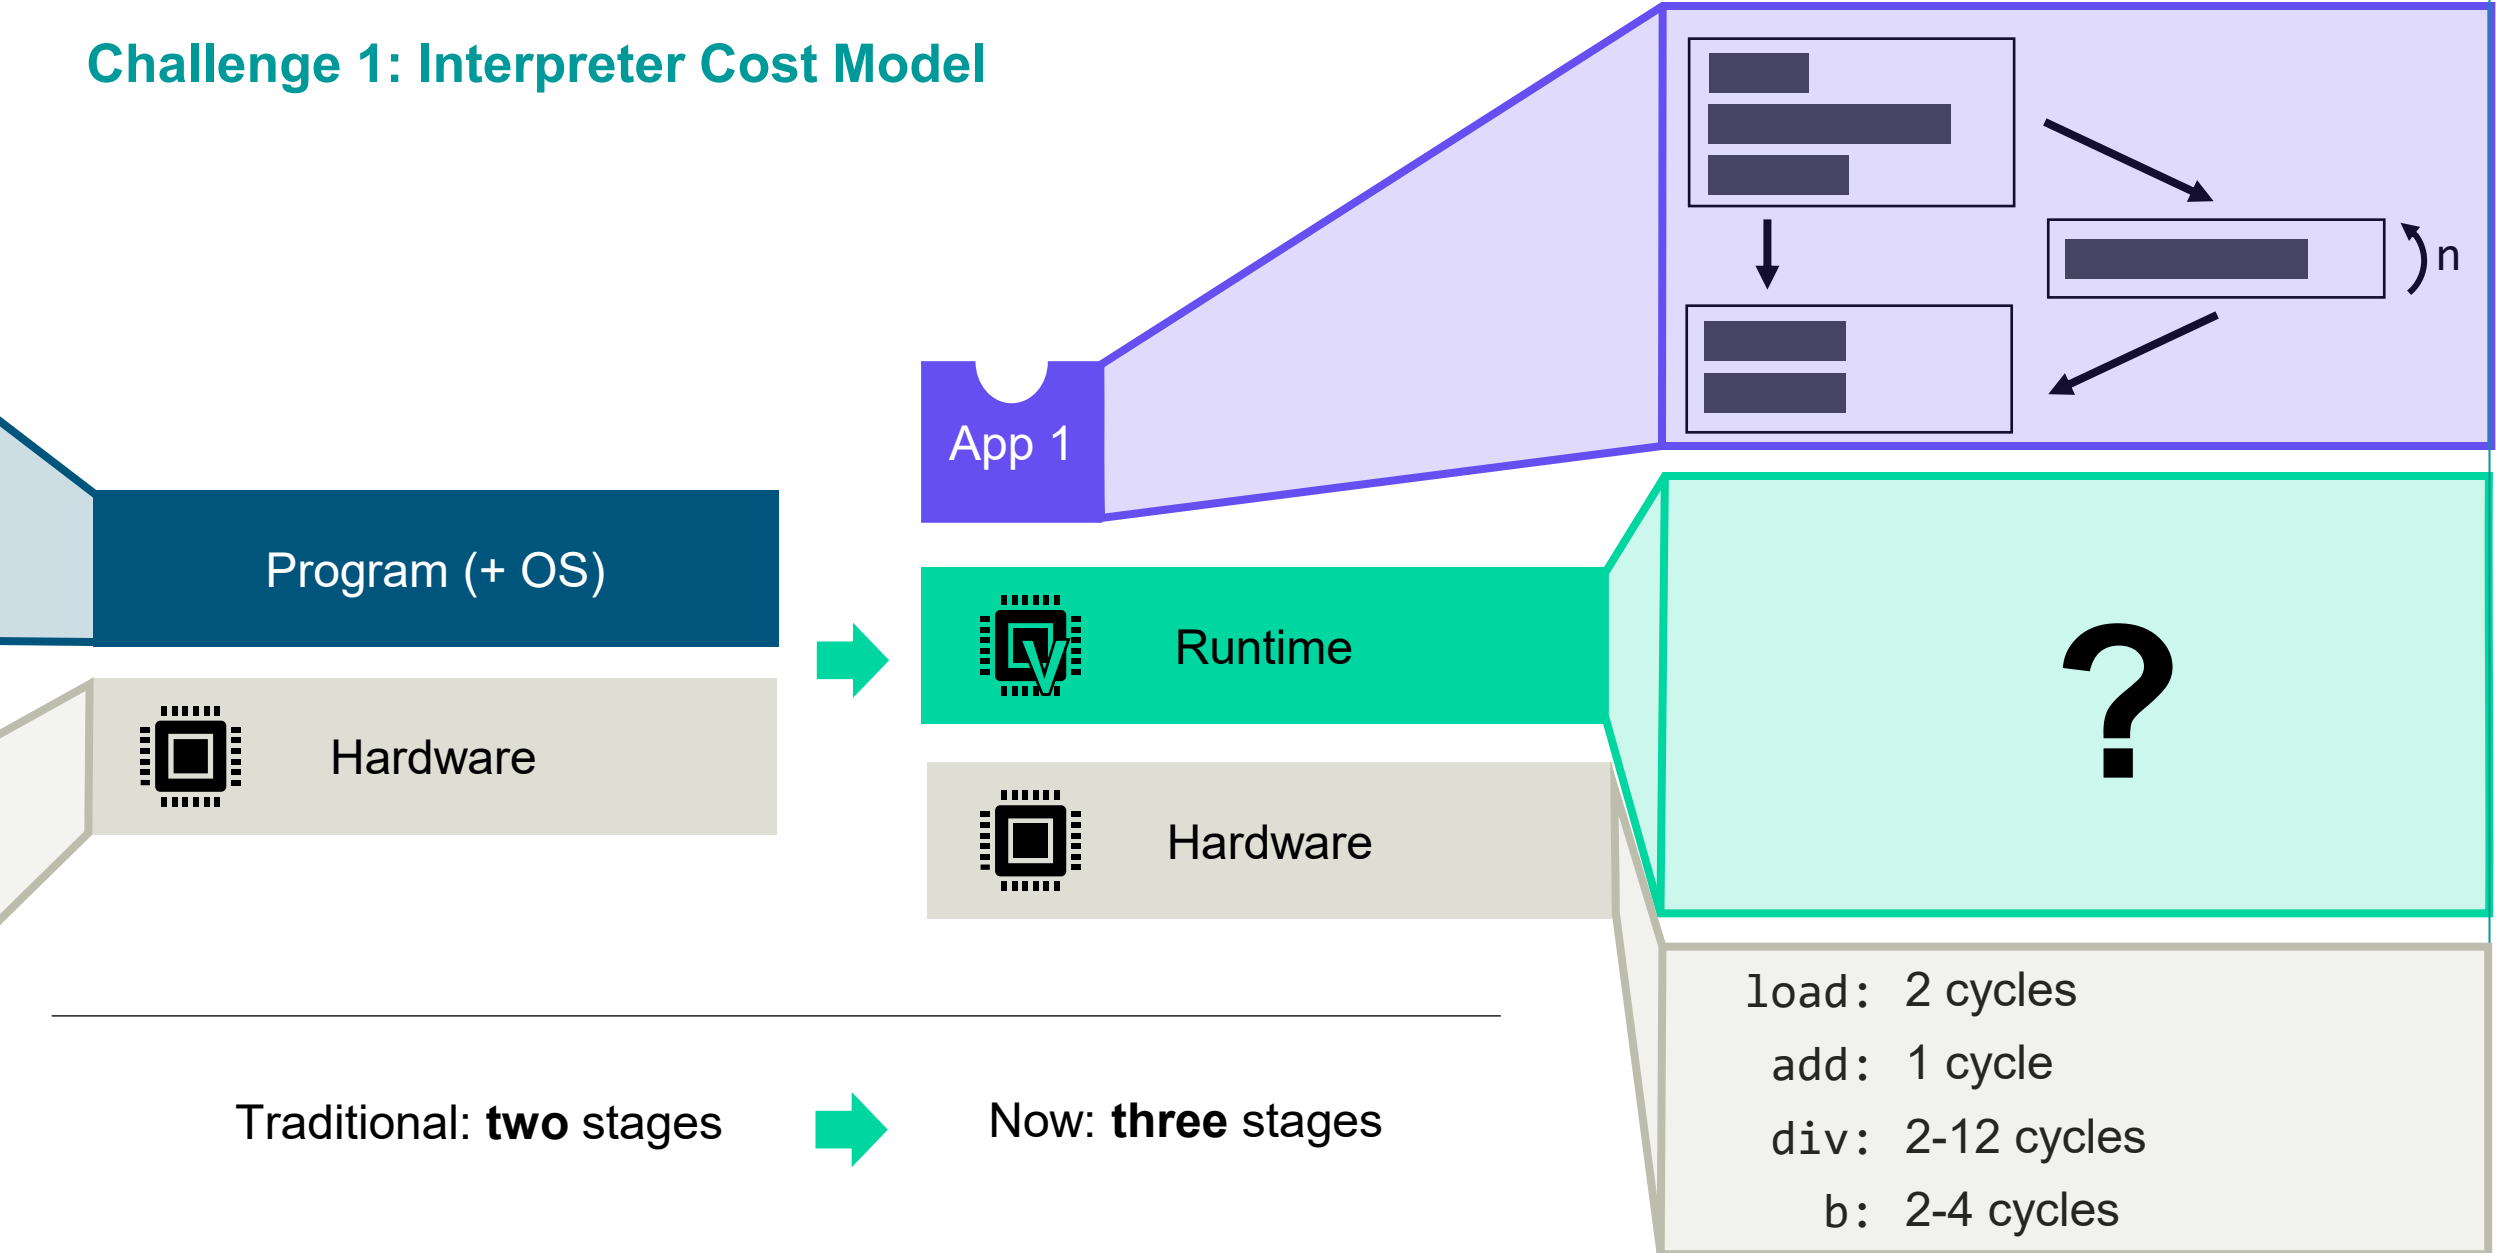 Challenge 1: Interpreter Cost Model
n
App 1
Program (+ OS)
V
Runtime
?
Hardware
Hardware
load: 2 cycles
add: 1 cycle
div: 2-12 cycles
b: 2-4 cycles
Traditional: two stages
Now: three stages